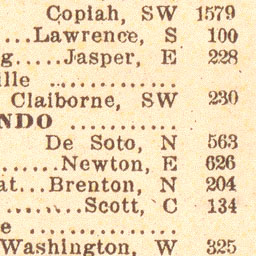 Copiah, SW 1579
...Lawrence, S 100
g.....Jasper, E 228
ille ..............
Claiborne, SW 230
NDO ...........
De Soto, N 563
.......Newton, E 626
at...Brenton, N 204
.........Scott, C 134
e ...............
Washington, W 325